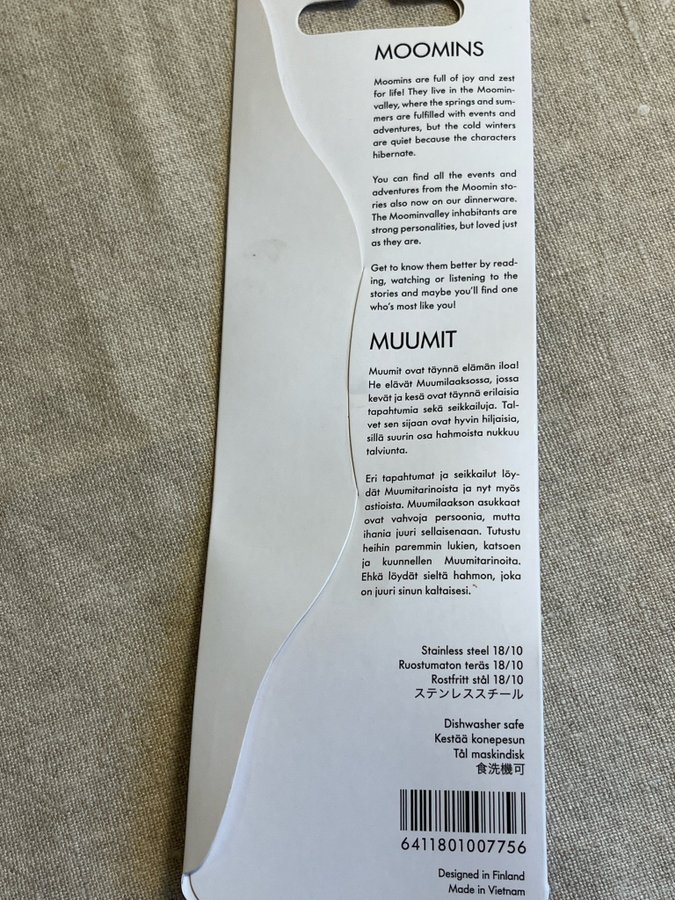 MOOMINS
Moomins are full of joy and zest
for life! They live in the Moomin-
valley, where the springs and sum-
mers are fulfilled with events and
adventures, but the cold winters
are quiet because the characters
hibernate.
You can find all the events and
adventures from the Moomin sto-
ries also now on our dinnerware.
The Moominvalley inhabitants are
strong personalities, but loved just
as they are.
Get to know them better by read-
ing, watching or listening to the
stories and maybe you'll find one
who's most like you!
MUUMIT
Muumit ovat täynnä elämän iloa!
He elävät Muumilaaksossa, jossa
kevät ja kesä ovat täynnä erilaisia
tapahtumia sekä seikkailuja. Tal-
vet sen sijaan ovat hyvin hiljaisia,
sillä suurin osa hahmoista nukkuu
talviunta.
Eri tapahtumat ja seikkailut löy-
dät Muumitarinoista ja nyt myös
astioista. Muumilaakson asukkaat
ovat vahvoja persoonia, mutta
ihania juuri sellaisenaan. Tutustu
heihin paremmin lukien, katsoen
ja kuunnellen Muumitarinoita.
Ehkä löydät sieltä hahmon, joka
on juuri sinun kaltaisesi.
Stainless steel 18/10
Ruostumaton teräs 18/10
Rostfritt stål 18/10
ステンレススチール
Dishwasher safe
Kestää konepesun
Tål maskindisk
食洗機可
6411801007756
Designed in Finland
Made in Vietnam